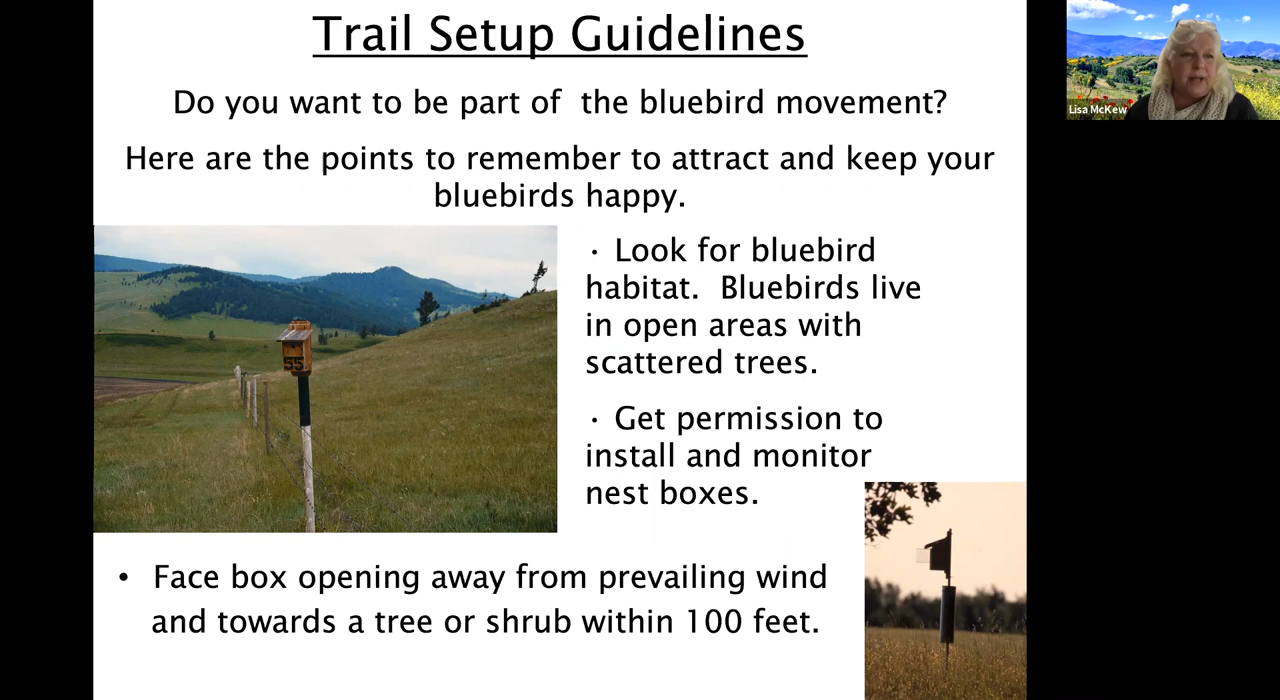 Trail Setup Guidelines
Do you want to be part of  the bluebird movement?
Here are the points to remember to attract and keep your
bluebirds happy.
· Look for bluebird
habitat.  Bluebirds live
in open areas with
scattered trees.
· Get permission to
install and monitor
nest boxes.
• Face box opening away from prevailing wind
and towards a tree or shrub within 100 feet.
55
Lisa McKew